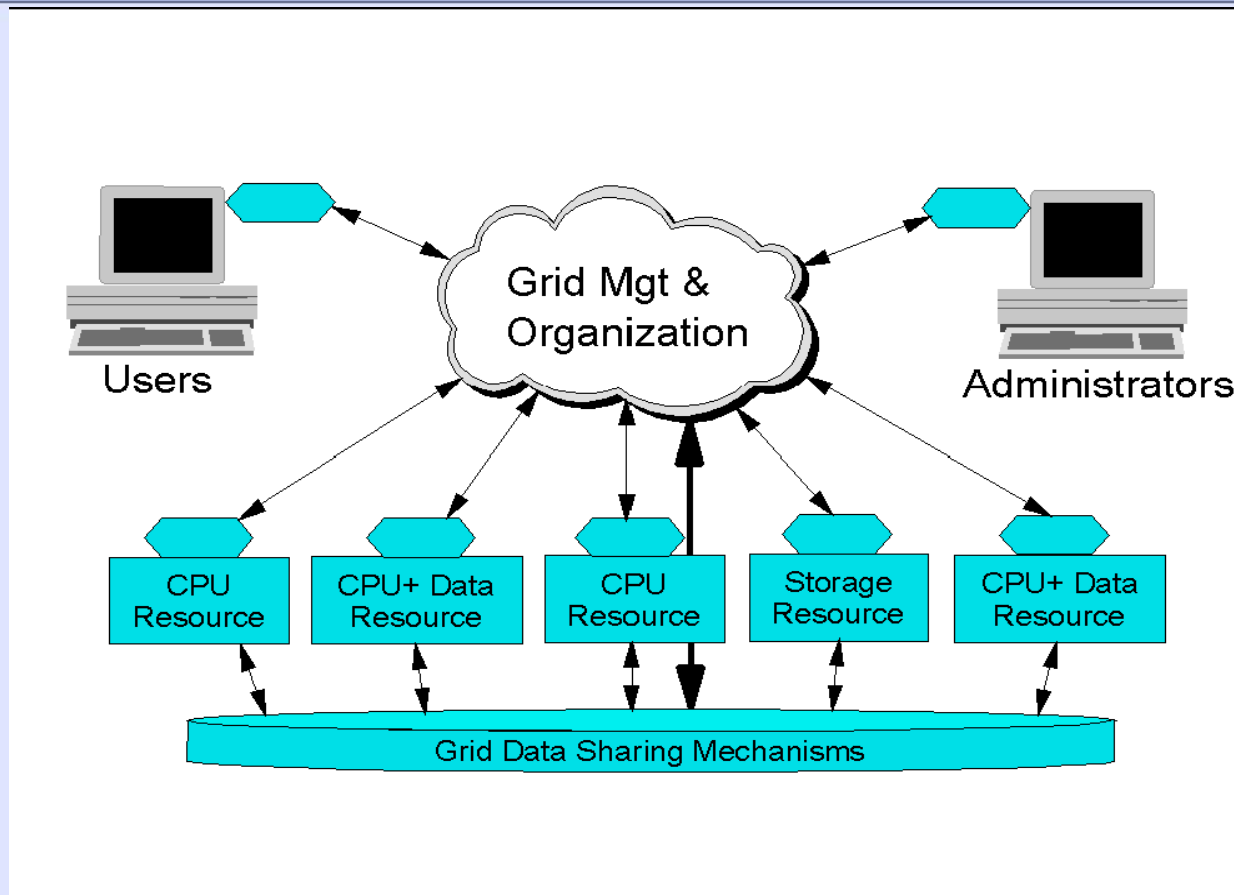 Grid Mgt &
Organization
Users
Administrators
CPU
Resource
CPU+ Data
Resource
CPU
Resource
Storage
Resource
CPU+ Data
Resource
Grid Data Sharing Mechanisms